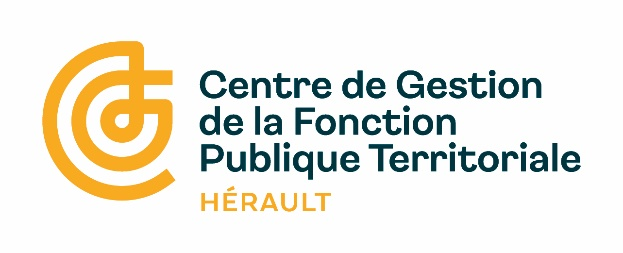 Centre de Gestion
de la Fonction
Publique Territoriale
HÉRAULT